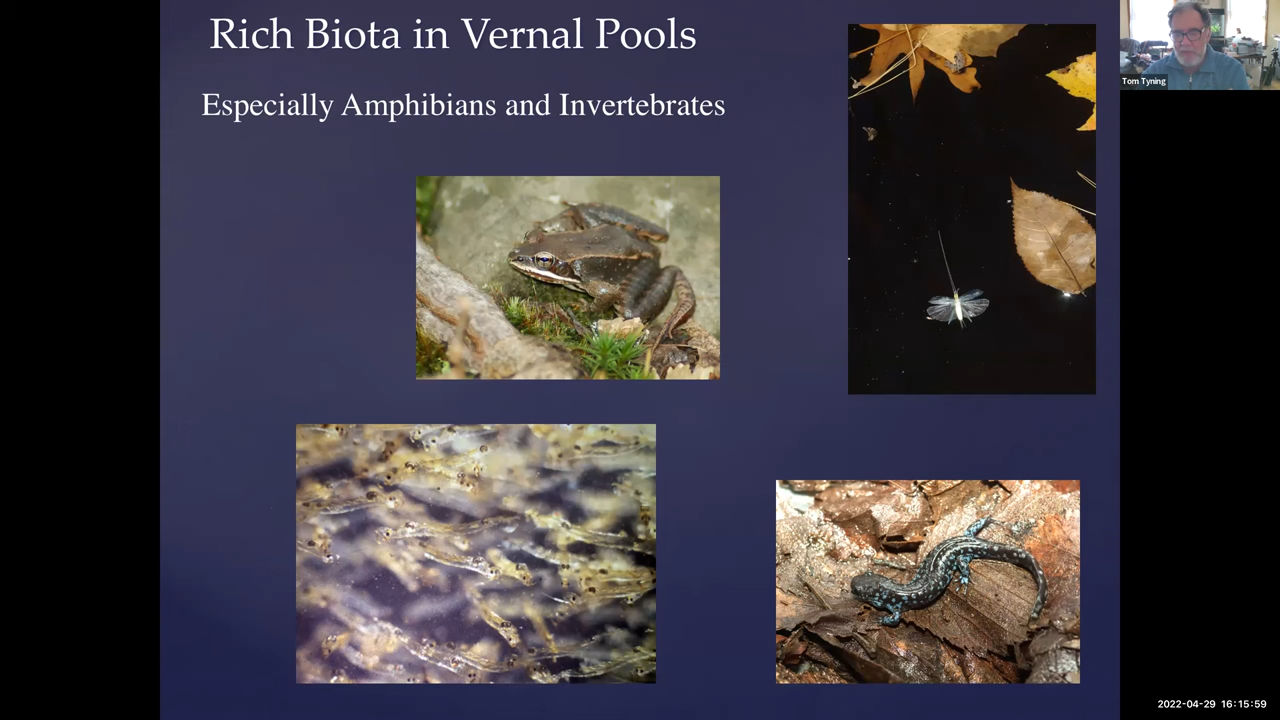 Rich Biota in Vernal Pools
Especially Amphibians and Invertebrates
Tom Tyning
2022-04-29 16:15:59